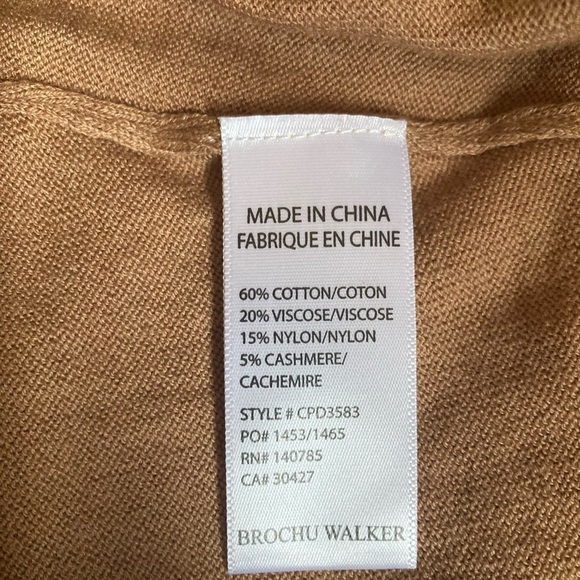 MADE IN CHINA
FABRIQUE EN CHINE
60% COTTON/COTON
20% VISCOSE/VISCOSE
15% NYLON/NYLON
5% CASHMERE/
CACHEMIRE
STYLE # CPD3583
PO# 1453/1465
RN# 140785
CA# 30427
BROCHU WALKER